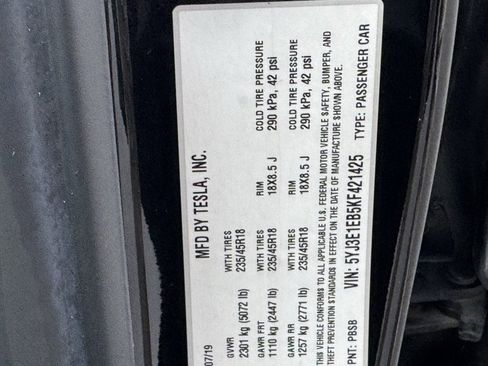 07/19 MFD BY TESLA, INC.
GVWR WITH TIRES RIM COLD TIRE PRESSURE
2301 kg (5072 lb) 235/45R18 18X8.5 J 290 kPa, 42 psi
GAWR FRT WITH TIRES RIM COLD TIRE PRESSURE
1110 kg (2447 lb) 235/45R18 18X8.5 J 290 kPa, 42 psi
GAWR RR
1257 kg (2771 lb)
THIS VEHICLE CONFORMS TO ALL APPLICABLE U.S. FEDERAL MOTOR VEHICLE SAFETY, BUMPER, AND
THEFT PREVENTION STANDARDS IN EFFECT ON THE DATE OF MANUFACTURE SHOWN ABOVE.
PNT: PBSB VIN: 5YJ3E1EB5KF421425 TYPE: PASSENGER CAR